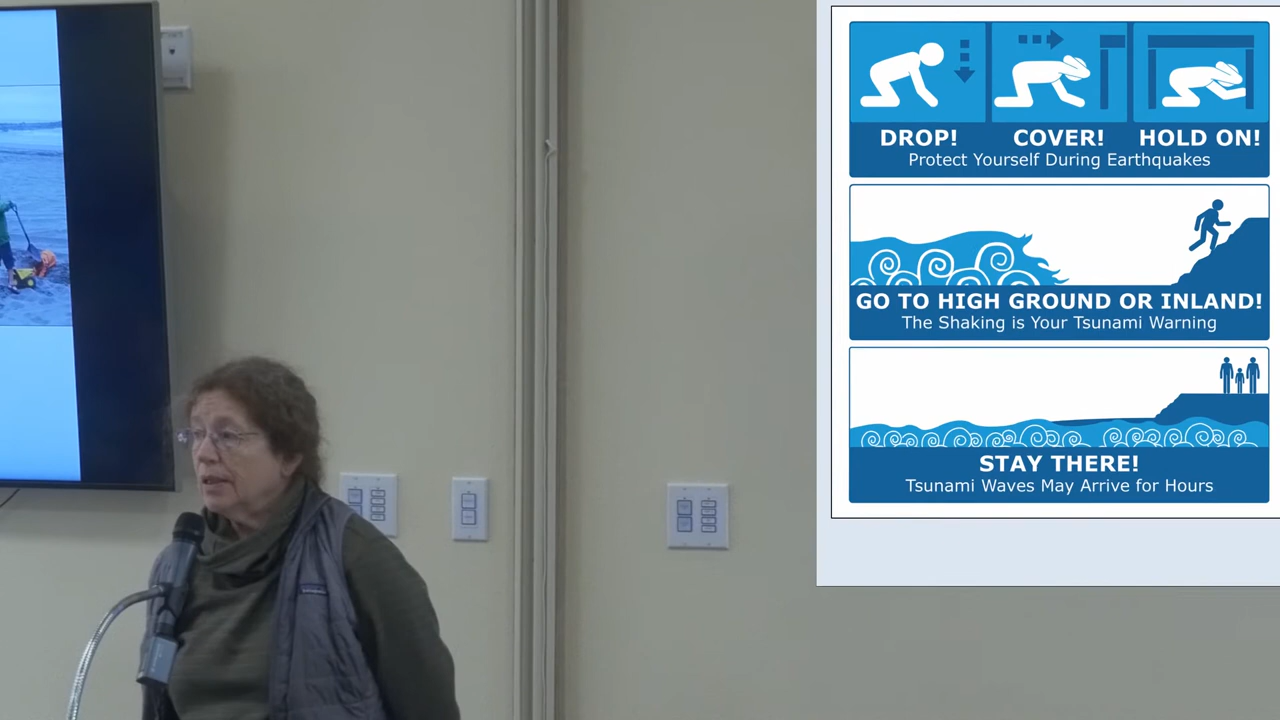 DROP!
COVER!
HOLD ON!
Protect Yourself During Earthquakes
GO TO HIGH GROUND OR INLAND!
The Shaking is Your Tsunami Warning
STAY THERE!
Tsunami Waves May Arrive for Hours